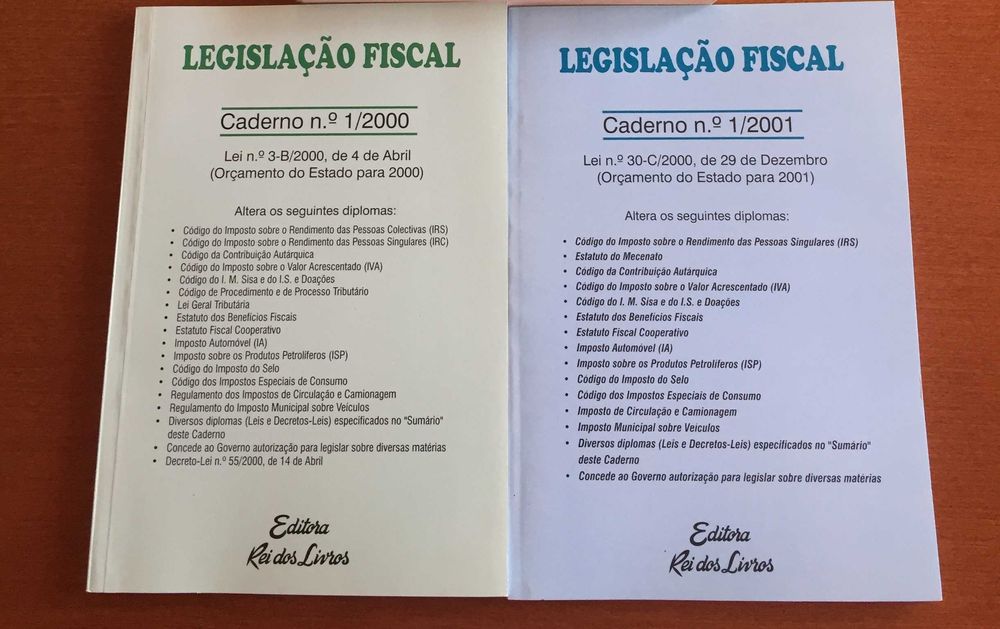 LEGISLAÇÃO FISCAL
Caderno n.º 1/2000
Lei n.º 3-B/2000, de 4 de Abril
(Orçamento do Estado para 2000)
Altera os seguintes diplomas:
• Código do Imposto sobre o Rendimento das Pessoas Colectivas (IRS)
• Código do Imposto sobre o Rendimento das Pessoas Singulares (IRC)
• Código da Contribuição Autárquica
• Código do Imposto sobre o Valor Acrescentado (IVA)
• Código do I. M. Sisa e do I.S. e Doações
• Código de Procedimento e de Processo Tributário
• Lei Geral Tributária
• Estatuto dos Benefícios Fiscais
• Estatuto Fiscal Cooperativo
• Imposto Automóvel (IA)
• Imposto sobre os Produtos Petrolíferos (ISP)
• Código do Imposto do Selo
• Código dos Impostos Especiais de Consumo
• Regulamento dos Impostos de Circulação e Camionagem
• Regulamento do Imposto Municipal sobre Veículos
• Diversos diplomas (Leis e Decretos-Leis) especificados no "Sumário"
deste Caderno
• Concede ao Governo autorização para legislar sobre diversas matérias
• Decreto-Lei n.º 55/2000, de 14 de Abril
Editora
Rei dos Livros
LEGISLAÇÃO FISCAL
Caderno n.º 1/2001
Lei n.º 30-C/2000, de 29 de Dezembro
(Orçamento do Estado para 2001)
Altera os seguintes diplomas:
• Código do Imposto sobre o Rendimento das Pessoas Singulares (IRS)
• Estatuto do Mecenato
• Código da Contribuição Autárquica
• Código do Imposto sobre o Valor Acrescentado (IVA)
• Código do I. M. Sisa e do I.S. e Doações
• Estatuto dos Benefícios Fiscais
• Estatuto Fiscal Cooperativo
• Imposto Automóvel (IA)
• Imposto sobre os Produtos Petrolíferos (ISP)
• Código do Imposto do Selo
• Código dos Impostos Especiais de Consumo
• Imposto de Circulação e Camionagem
• Imposto Municipal sobre Veículos
• Diversos diplomas (Leis e Decretos-Leis) especificados no "Sumário"
deste Caderno
• Concede ao Governo autorização para legislar sobre diversas matérias
Editora
Rei dos Livros